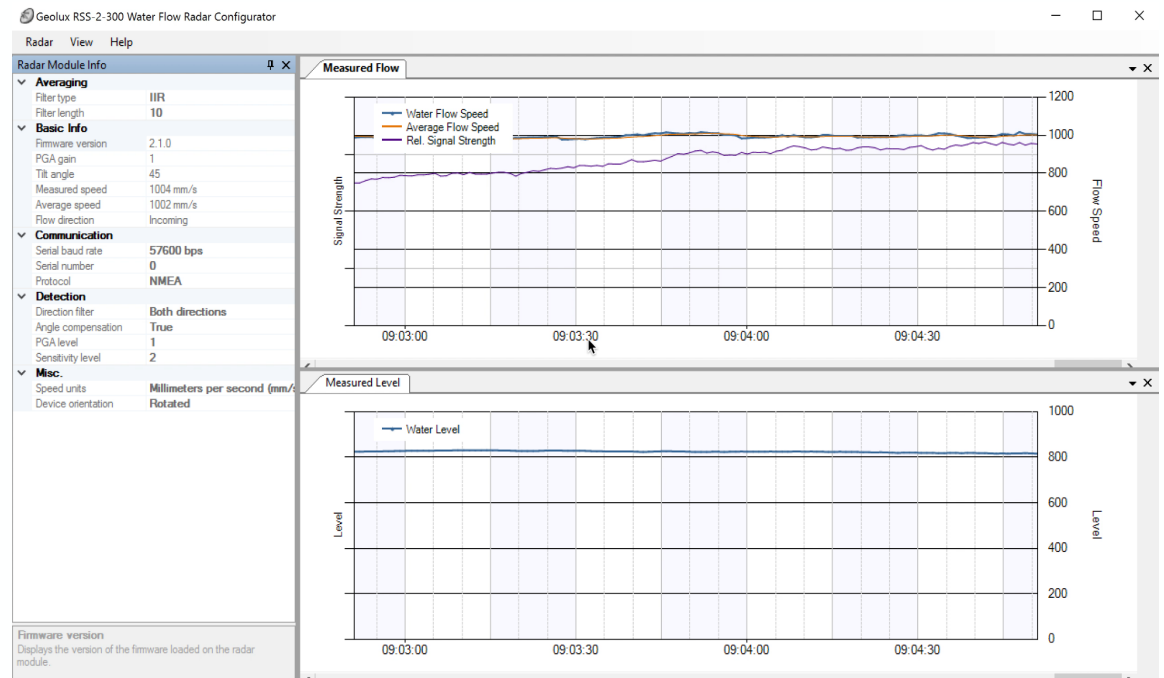 Geolux RSS-2-300 Water Flow Radar Configurator
Radar View Help
Radar Module Info
Averaging
Filter type IIR
Filter length 10
Basic Info
Firmware version 2.1.0
PGA gain 1
Tilt angle 45
Measured speed 1004 mm/s
Average speed 1002 mm/s
Flow direction Incoming
Communication
Serial baud rate 57600 bps
Serial number 0
Protocol NMEA
Detection
Direction filter Both directions
Angle compensation True
PGA level 1
Sensitivity level 2
Misc.
Speed units Millimeters per second (mm/s
Device orientation Rotated
Firmware version
Displays the version of the firmware loaded on the radar
module.
Measured Flow
Water Flow Speed
Average Flow Speed
Rel. Signal Strength
Signal Strength
1200
1000
800
600
400
200
0
Flow Speed
09:03:00 09:03:30 09:04:00 09:04:30
Measured Level
Water Level
Level
1000
800
600
400
200
0
Level
09:03:00 09:03:30 09:04:00 09:04:30